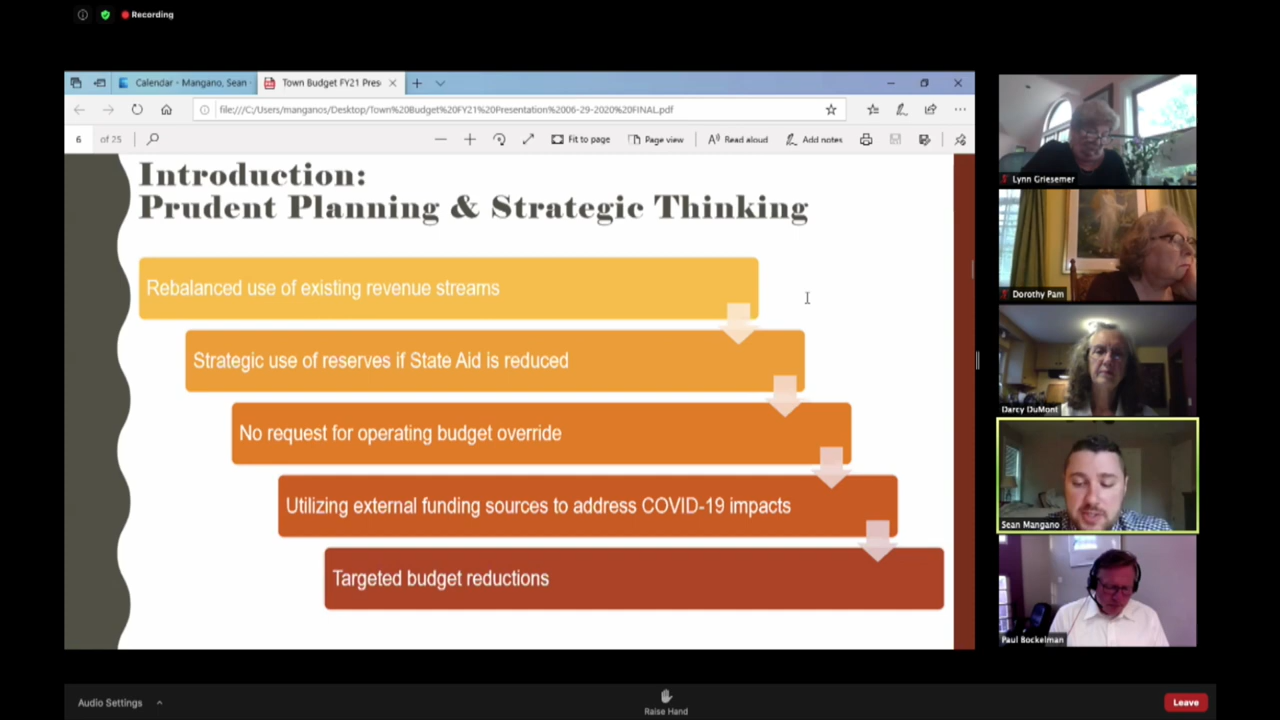 Recording
Calendar - Mangano, Sean -
Town Budget FY21 Pres
file:///C:/Users/manganos/Desktop/Town%20Budget%20FY21%20Presentation%2006-29-2020%20FINAL.pdf
6 of 25
Fit to page
Page view
Read aloud
Add notes
Introduction:
Prudent Planning & Strategic Thinking
Rebalanced use of existing revenue streams
Strategic use of reserves if State Aid is reduced
No request for operating budget override
Utilizing external funding sources to address COVID-19 impacts
Targeted budget reductions
Lynn Griesemer
Dorothy Pam
Darcy DuMont
Sean Mangano
Paul Bockelman
Audio Settings
Raise Hand
Leave